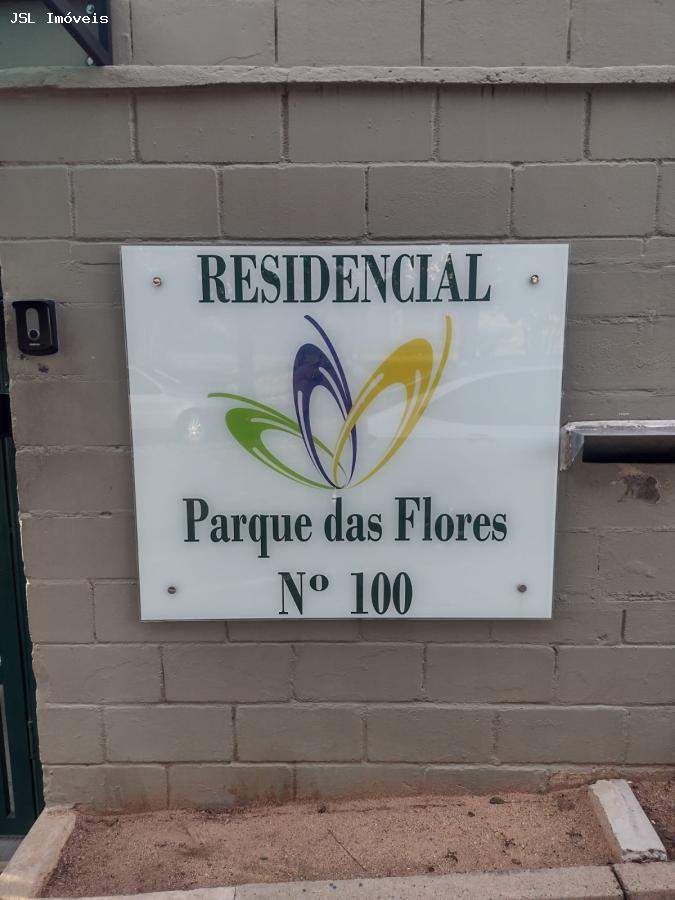 JSL Imóveis
RESIDENCIAL
Parque das Flores
Nº 100